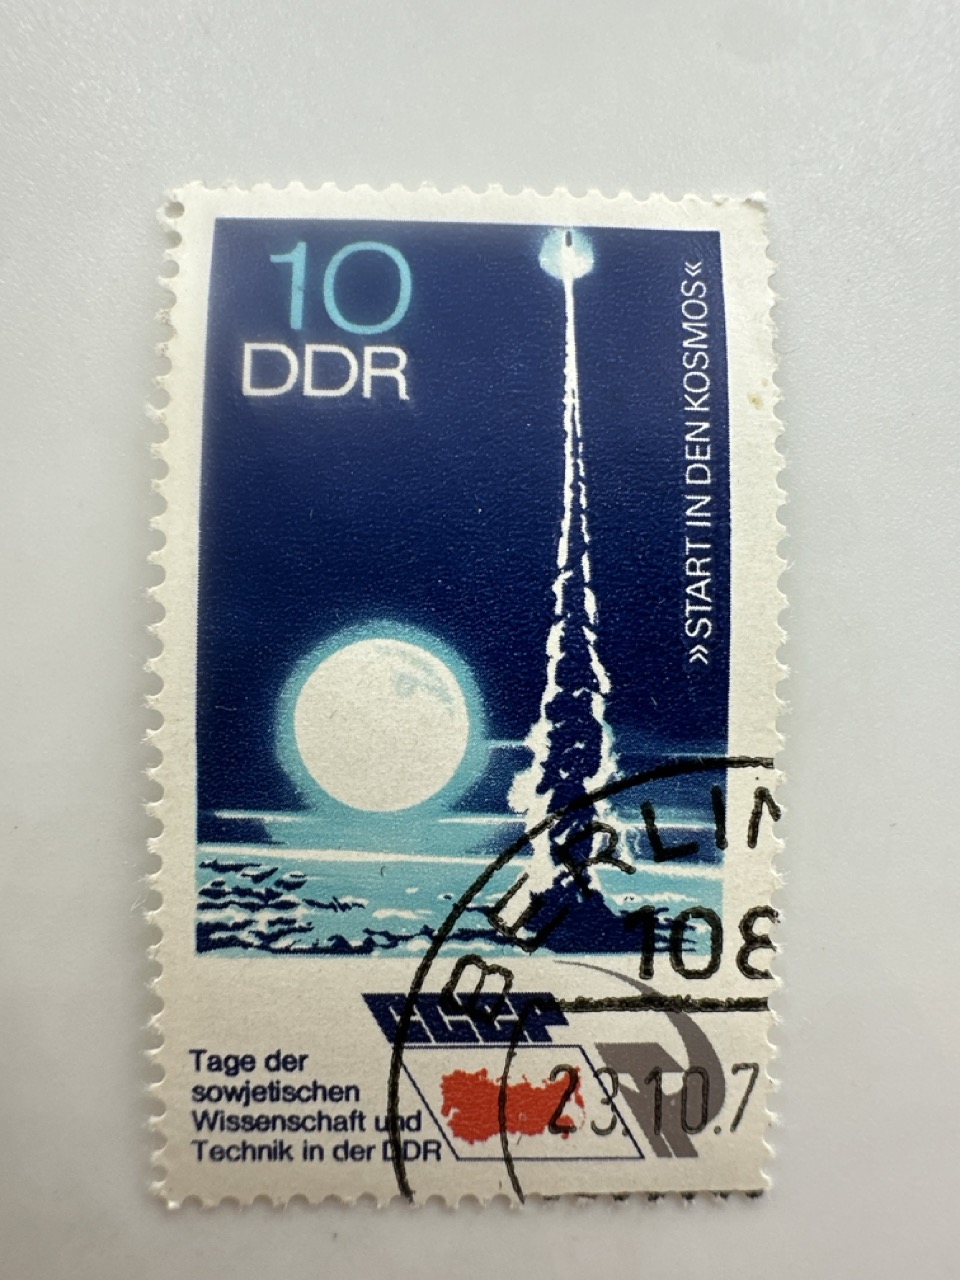 10
DDR
»START IN DEN KOSMOS«
BERLIN
108
CCCP
23.10.7
Tage der
sowjetischen
Wissenschaft und
Technik in der DDR